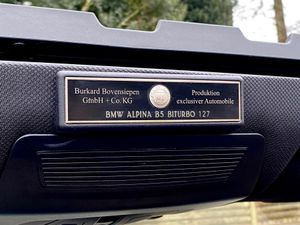 Burkard Bovensiepen
GmbH + Co. KG
Produktion
exclusiver Automobile
BMW ALPINA B5 BITURBO 127